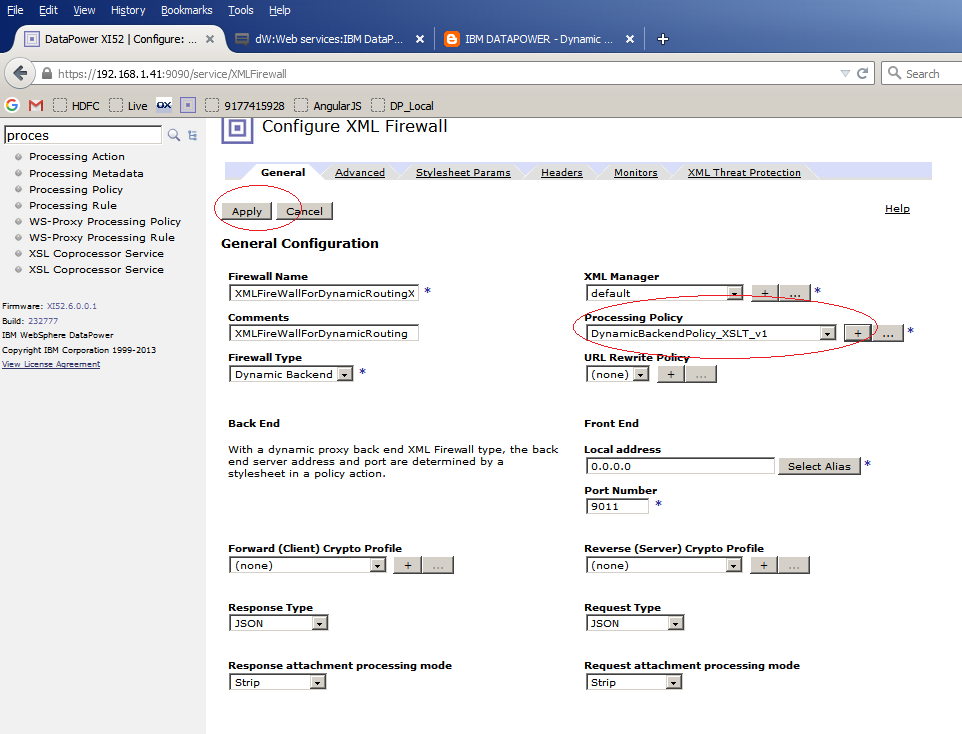 File Edit View History Bookmarks Tools Help
DataPower XI52 | Configure: ... × dW:Web services:IBM DataP... × IBM DATAPOWER - Dynamic ... × +
https://192.168.1.41:9090/service/XMLFirewall Search
HDFC Live OX 9177415928 AngularJS DP_Local
proces
Processing Action
Processing Metadata
Processing Policy
Processing Rule
WS-Proxy Processing Policy
WS-Proxy Processing Rule
XSL Coprocessor Service
XSL Coprocessor Service
Firmware: XI52.6.0.0.1
Build: 232777
IBM WebSphere DataPower
Copyright IBM Corporation 1999-2013
View License Agreement
Configure XML Firewall
General Advanced Stylesheet Params Headers Monitors XML Threat Protection
Apply Cancel Help
General Configuration
Firewall Name XML Manager
XMLFireWallForDynamicRoutingX * default + ... *
Comments Processing Policy
XMLFireWallForDynamicRouting DynamicBackendPolicy_XSLT_v1 + ... *
Firewall Type URL Rewrite Policy
Dynamic Backend * (none) + ...
Back End Front End
With a dynamic proxy back end XML Firewall type, the back
end server address and port are determined by a
stylesheet in a policy action.
Local address
0.0.0.0 Select Alias *
Port Number
9011 *
Forward (Client) Crypto Profile Reverse (Server) Crypto Profile
(none) + ... (none) + ...
Response Type Request Type
JSON JSON
Response attachment processing mode Request attachment processing mode
Strip Strip